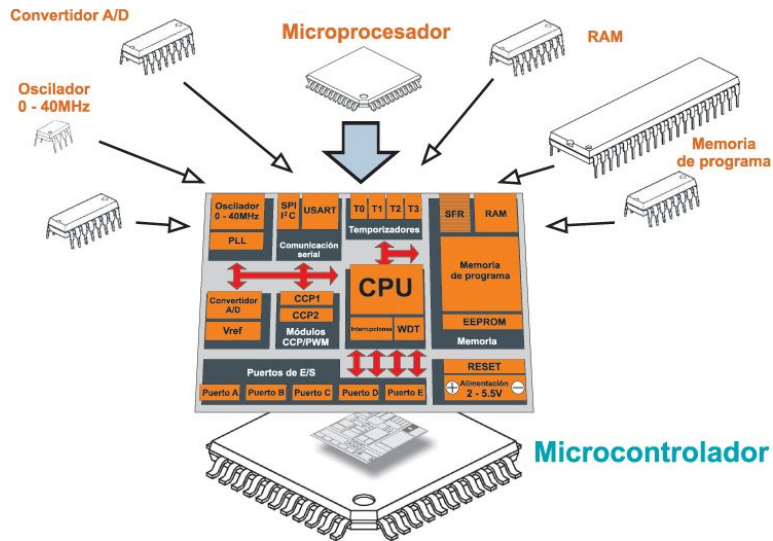 Convertidor A/D
Microprocesador
RAM
Oscilador
0 - 40MHz
Memoria
de programa
Oscilador
0 - 40MHz
PLL
SPI
I²C
USART
Comunicación
serial
T0
T1
T2
T3
Temporizadores
SFR
RAM
Memoria
de programa
EEPROM
Memoria
Convertidor
A/D
Vref
CCP1
CCP2
Módulos
CCP/PWM
CPU
Interrupciones
WDT
Puertos de E/S
Puerto A
Puerto B
Puerto C
Puerto D
Puerto E
RESET
Alimentación
2 - 5.5V
Microcontrolador